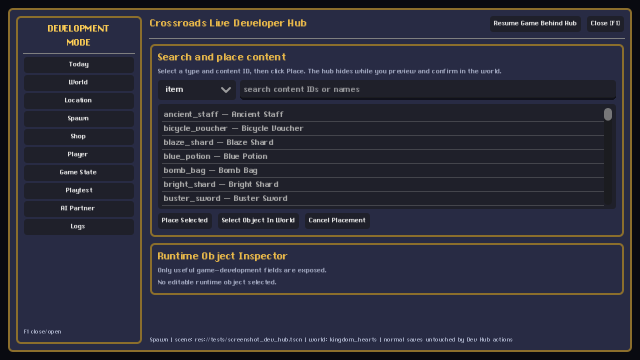 DEVELOPMENT
MODE
Today
World
Location
Spawn
Shop
Player
Game State
Playtest
AI Partner
Logs
F1 close/open
Crossroads Live Developer Hub
Resume Game Behind Hub
Close (F1)
Search and place content
Select a type and content ID, then click Place. The hub hides while you preview and confirm in the world.
item
search content IDs or names
ancient_staff — Ancient Staff
bicycle_voucher — Bicycle Voucher
blaze_shard — Blaze Shard
blue_potion — Blue Potion
bomb_bag — Bomb Bag
bright_shard — Bright Shard
buster_sword — Buster Sword
Place Selected
Select Object In World
Cancel Placement
Runtime Object Inspector
Only useful game-development fields are exposed.
No editable runtime object selected.
Spawn | scene: res://tests/screenshot_dev_hub.tscn | world: kingdom_hearts | normal saves untouched by Dev Hub actions